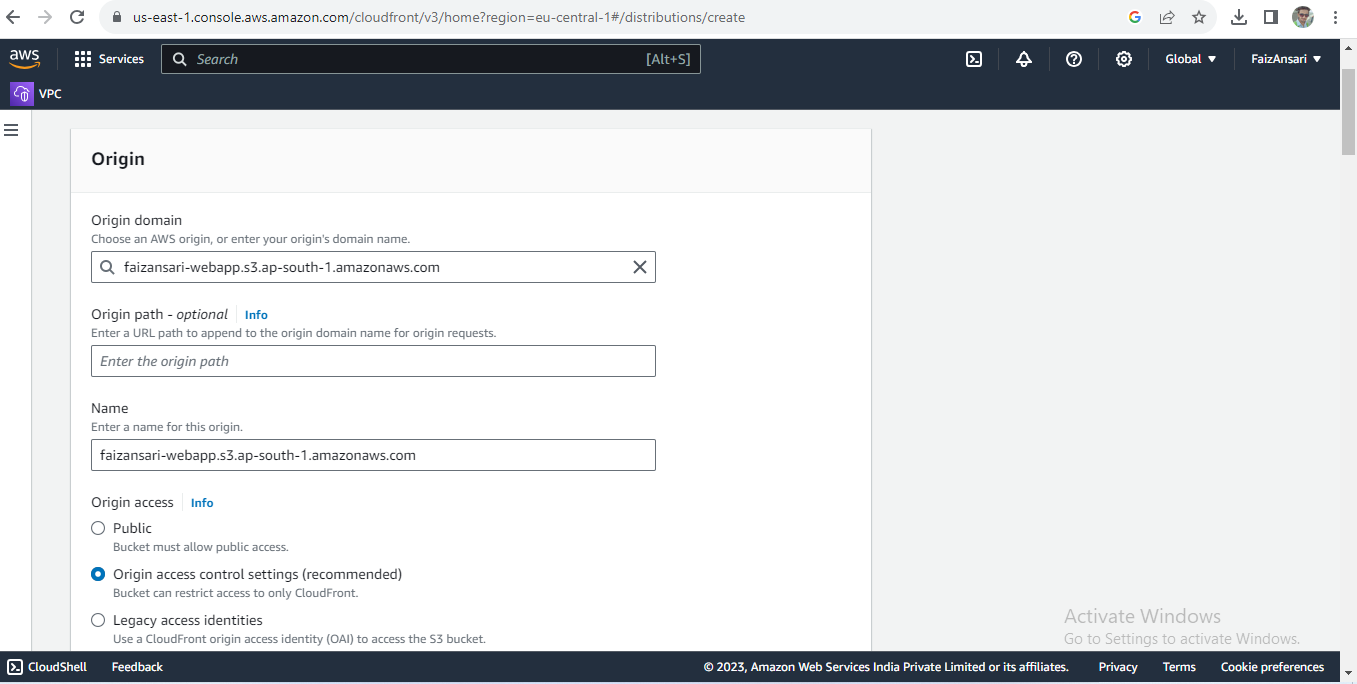 us-east-1.console.aws.amazon.com/cloudfront/v3/home?region=eu-central-1#/distributions/create
aws
Services
Search
[Alt+S]
Global
FaizAnsari
VPC
Origin
Origin domain
Choose an AWS origin, or enter your origin's domain name.
faizansari-webapp.s3.ap-south-1.amazonaws.com
Origin path - optional Info
Enter a URL path to append to the origin domain name for origin requests.
Enter the origin path
Name
Enter a name for this origin.
faizansari-webapp.s3.ap-south-1.amazonaws.com
Origin access Info
Public
Bucket must allow public access.
Origin access control settings (recommended)
Bucket can restrict access to only CloudFront.
Legacy access identities
Use a CloudFront origin access identity (OAI) to access the S3 bucket.
Activate Windows
Go to Settings to activate Windows.
CloudShell Feedback © 2023, Amazon Web Services India Private Limited or its affiliates. Privacy Terms Cookie preferences